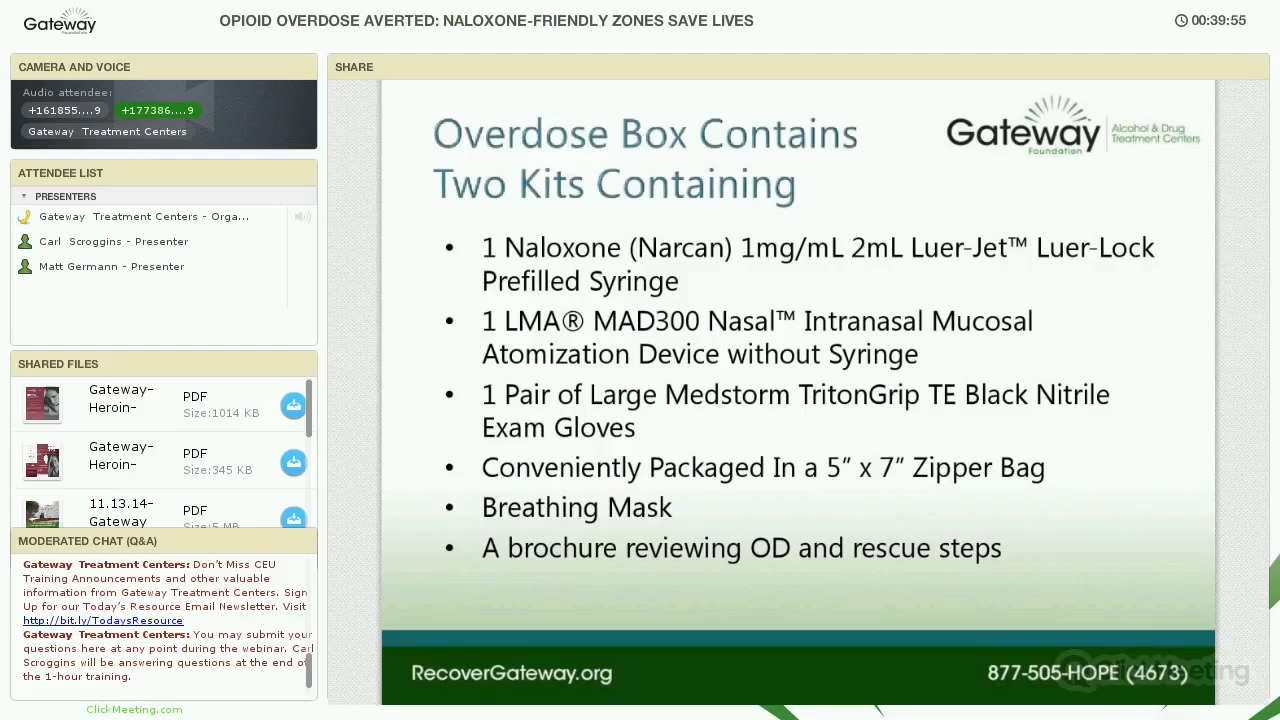 Gateway
FOUNDATION
OPIOID OVERDOSE AVERTED: NALOXONE-FRIENDLY ZONES SAVE LIVES
00:39:55
CAMERA AND VOICE
Audio attendee:
+161855....9
+177386....9
Gateway Treatment Centers
ATTENDEE LIST
PRESENTERS
Gateway Treatment Centers - Orga...
Carl Scroggins - Presenter
Matt Germann - Presenter
SHARED FILES
Gateway-
Heroin-
PDF
Size:1014 KB
Gateway-
Heroin-
PDF
Size:345 KB
11.13.14-
Gateway
PDF
Size:5 MB
MODERATED CHAT (Q&A)
Gateway Treatment Centers: Don't Miss CEU
Training Announcements and other valuable
information from Gateway Treatment Centers. Sign
Up for our Today's Resource Email Newsletter. Visit
http://bit.ly/TodaysResource
Gateway Treatment Centers: You may submit your
questions here at any point during the webinar. Carl
will be answering questions at the end of
the 1-hour training.
ClickMeeting.com
SHARE
Overdose Box Contains
Two Kits Containing
Gateway
FOUNDATION
Alcohol & Drug
Treatment Centers
• 1 Naloxone (Narcan) 1mg/mL 2mL Luer-Jet™ Luer-Lock
Prefilled Syringe
• 1 LMA® MAD300 Nasal™ Intranasal Mucosal
Atomization Device without Syringe
• 1 Pair of Large Medstorm TritonGrip TE Black Nitrile
Exam Gloves
• Conveniently Packaged In a 5” x 7” Zipper Bag
• Breathing Mask
• A brochure reviewing OD and rescue steps
RecoverGateway.org
877-505-HOPE (4673)